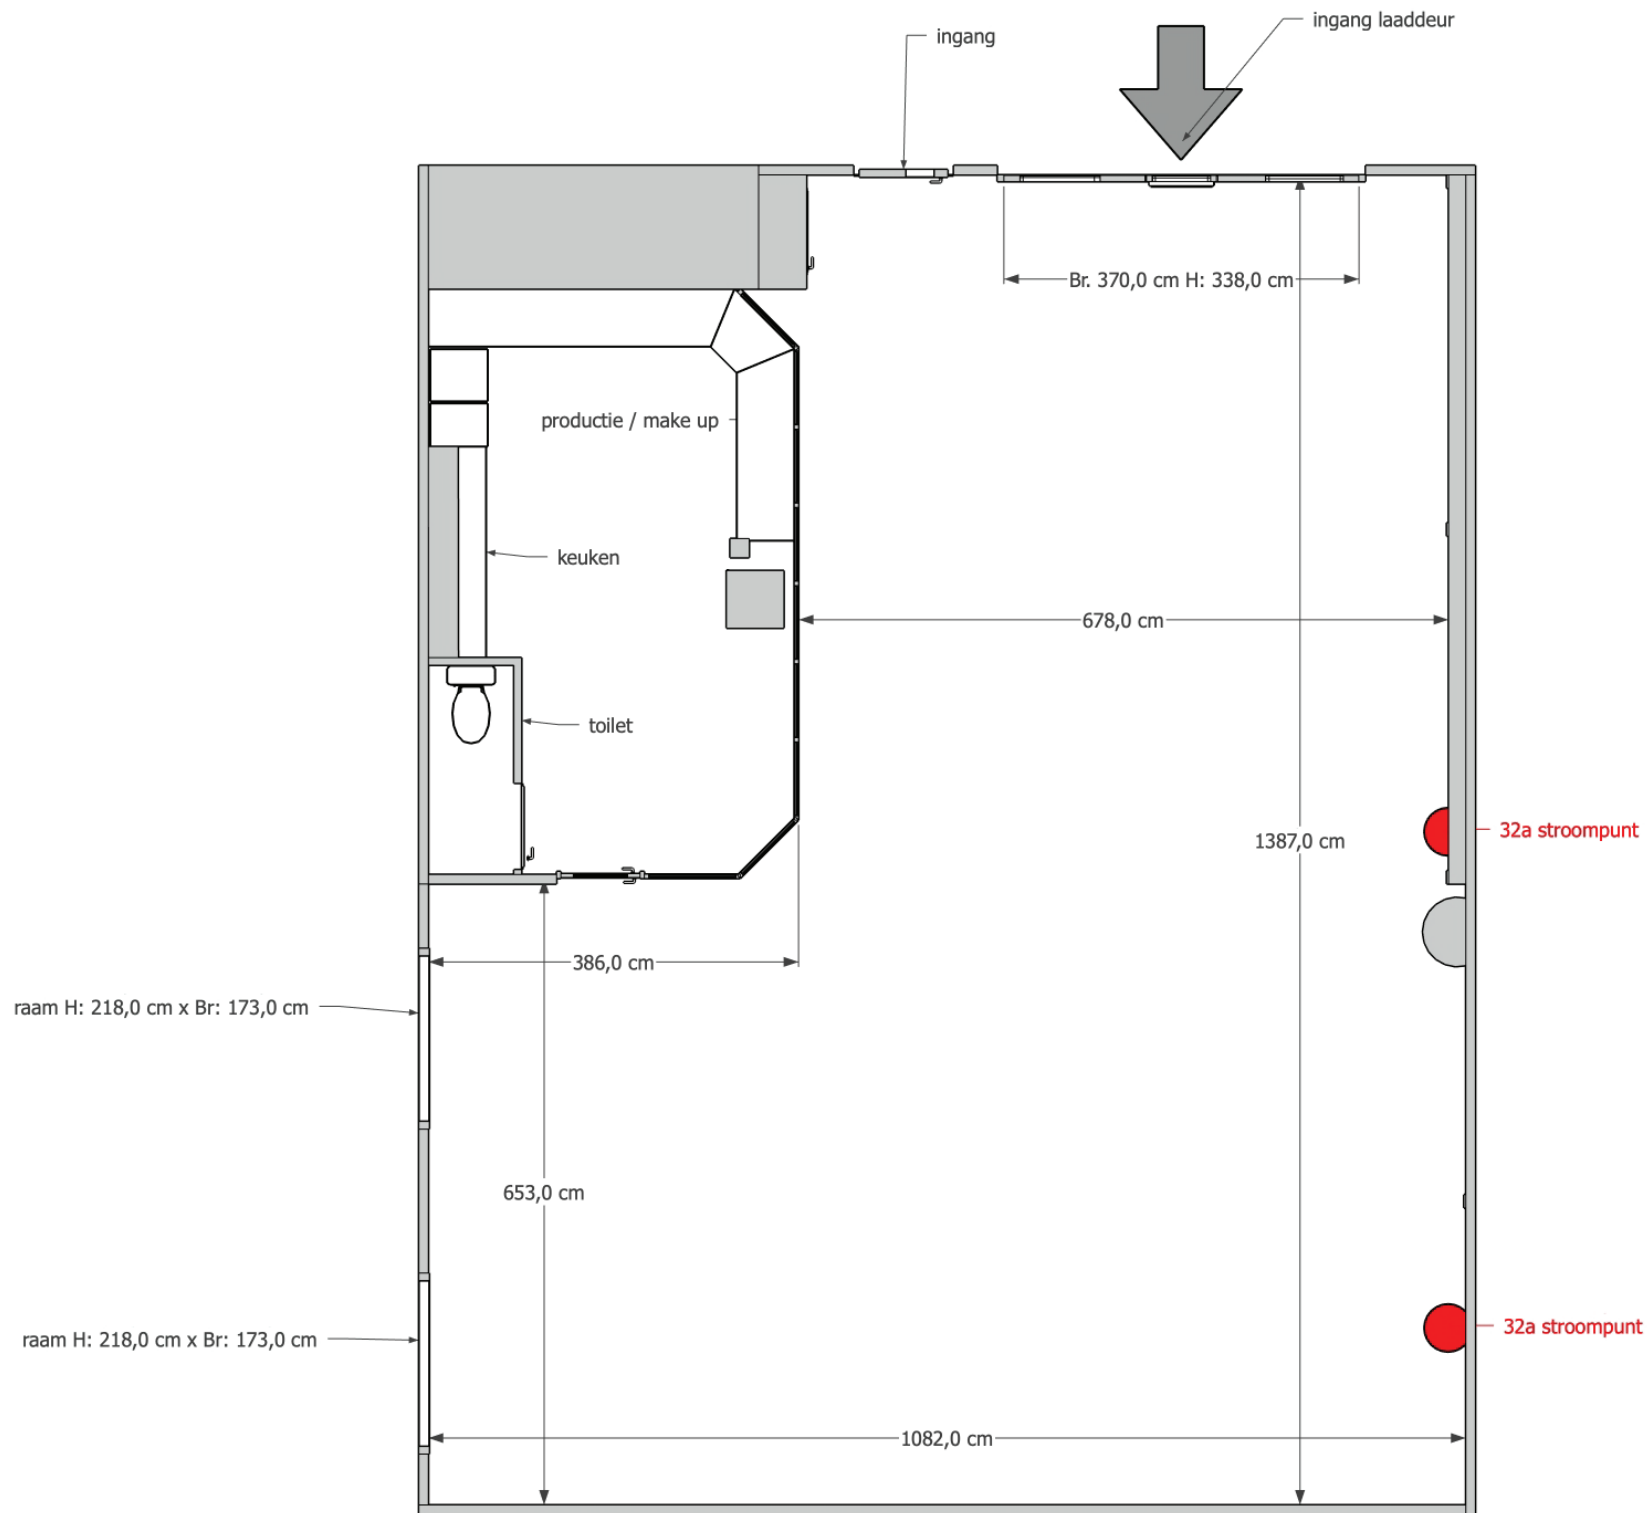 ingang laaddeur
ingang
Br. 370,0 cm H: 338,0 cm
productie / make up
keuken
678,0 cm
toilet
32a stroompunt
1387,0 cm
386,0 cm
raam H: 218,0 cm x Br: 173,0 cm
653,0 cm
32a stroompunt
raam H: 218,0 cm x Br: 173,0 cm
1082,0 cm